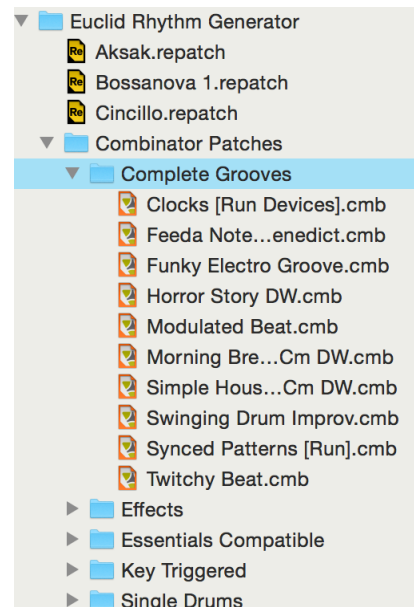 Euclid Rhythm Generator
Re Aksak.repatch
Re Bossanova 1.repatch
Re Cincillo.repatch
Combinator Patches
Complete Grooves
Clocks [Run Devices].cmb
Feeda Note…enedict.cmb
Funky Electro Groove.cmb
Horror Story DW.cmb
Modulated Beat.cmb
Morning Bre…Cm DW.cmb
Simple Hous…Cm DW.cmb
Swinging Drum Improv.cmb
Synced Patterns [Run].cmb
Twitchy Beat.cmb
Effects
Essentials Compatible
Key Triggered
Single Drums